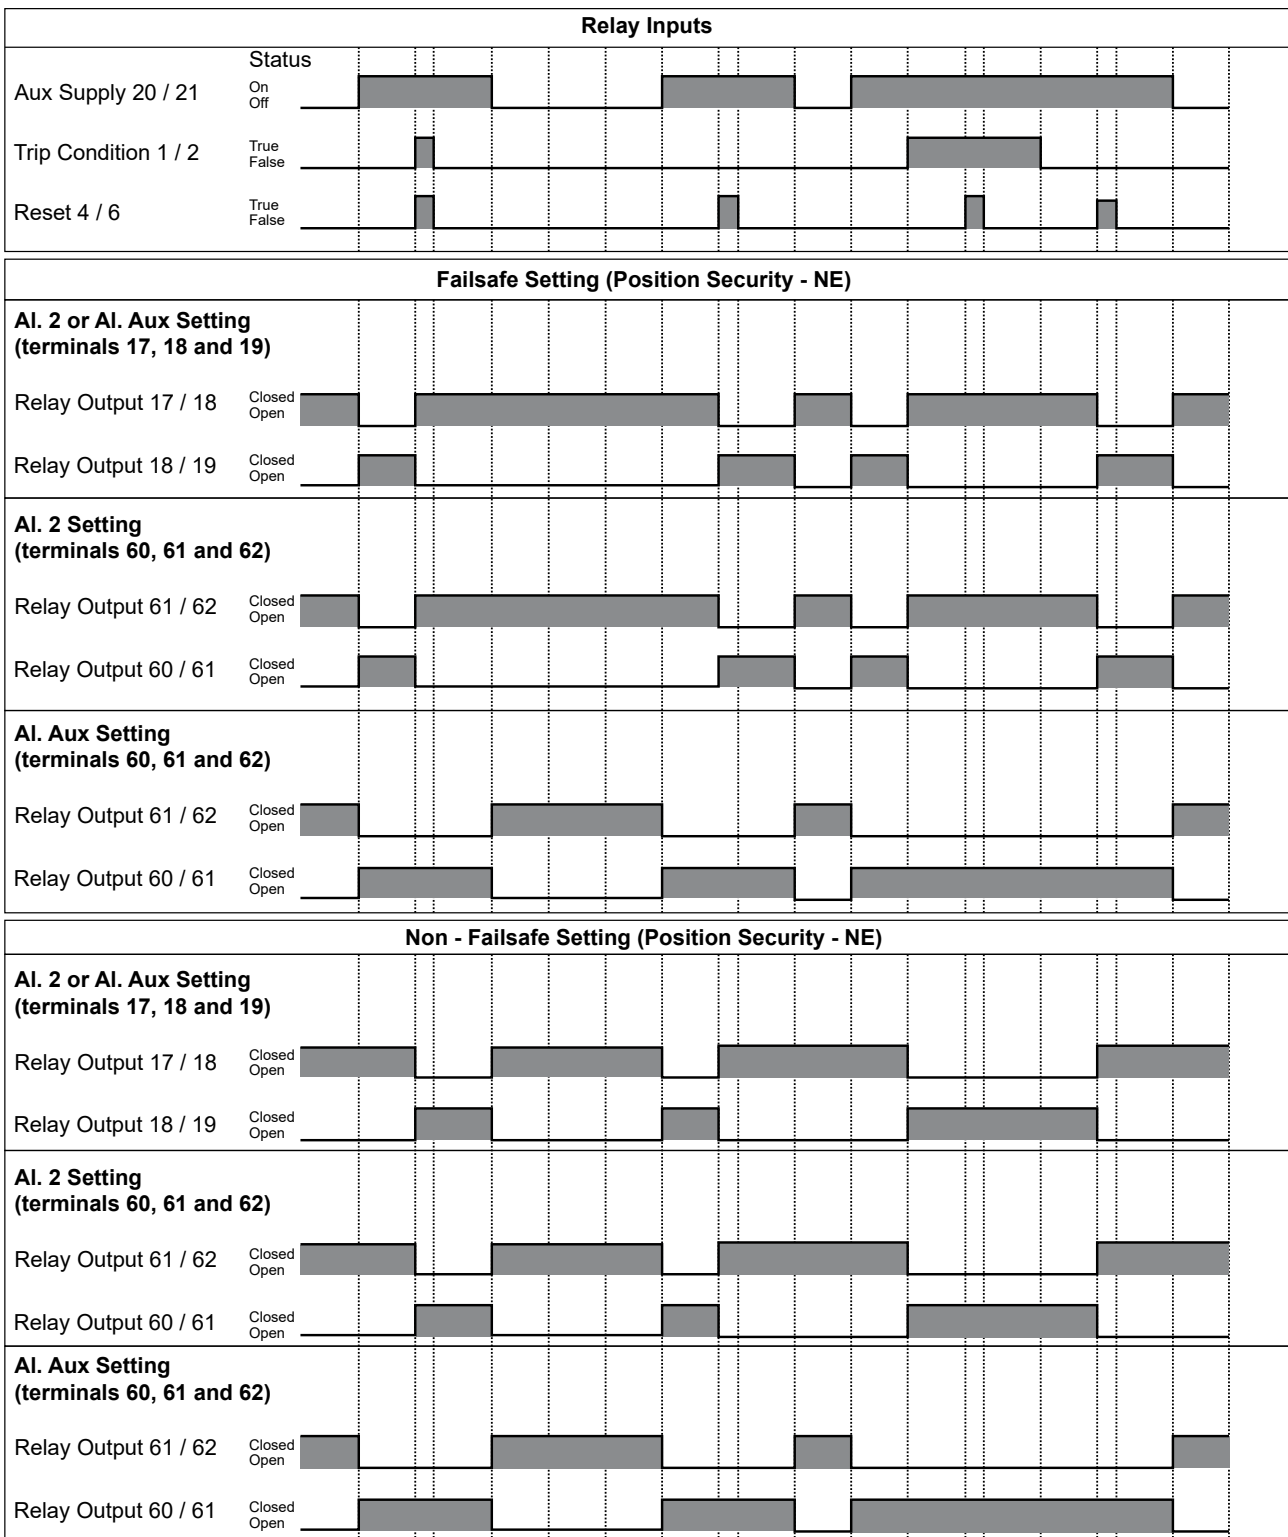 Relay Inputs
Status
Aux Supply 20 / 21
On
Off
Trip Condition 1 / 2
True
False
Reset 4 / 6
True
False
Failsafe Setting (Position Security - NE)
Al. 2 or Al. Aux Setting
(terminals 17, 18 and 19)
Relay Output 17 / 18
Closed
Open
Relay Output 18 / 19
Closed
Open
Al. 2 Setting
(terminals 60, 61 and 62)
Relay Output 61 / 62
Closed
Open
Relay Output 60 / 61
Closed
Open
Al. Aux Setting
(terminals 60, 61 and 62)
Relay Output 61 / 62
Closed
Open
Relay Output 60 / 61
Closed
Open
Non - Failsafe Setting (Position Security - NE)
Al. 2 or Al. Aux Setting
(terminals 17, 18 and 19)
Relay Output 17 / 18
Closed
Open
Relay Output 18 / 19
Closed
Open
Al. 2 Setting
(terminals 60, 61 and 62)
Relay Output 61 / 62
Closed
Open
Relay Output 60 / 61
Closed
Open
Al. Aux Setting
(terminals 60, 61 and 62)
Relay Output 61 / 62
Closed
Open
Relay Output 60 / 61
Closed
Open